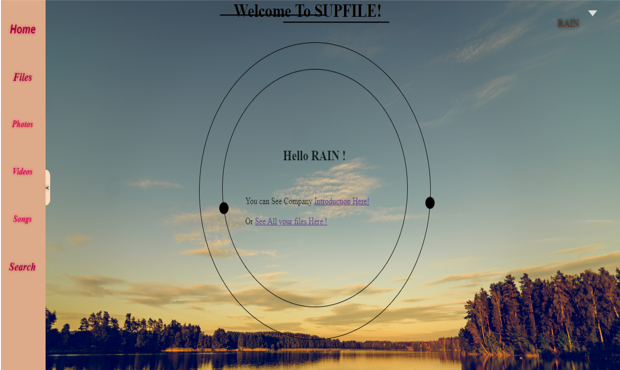 Welcome To SUPFILE!
RAIN
Home
Files
Photos
Videos
Songs
Search
Hello RAIN !
You can See Company Introduction Here!
Or See All your files Here!